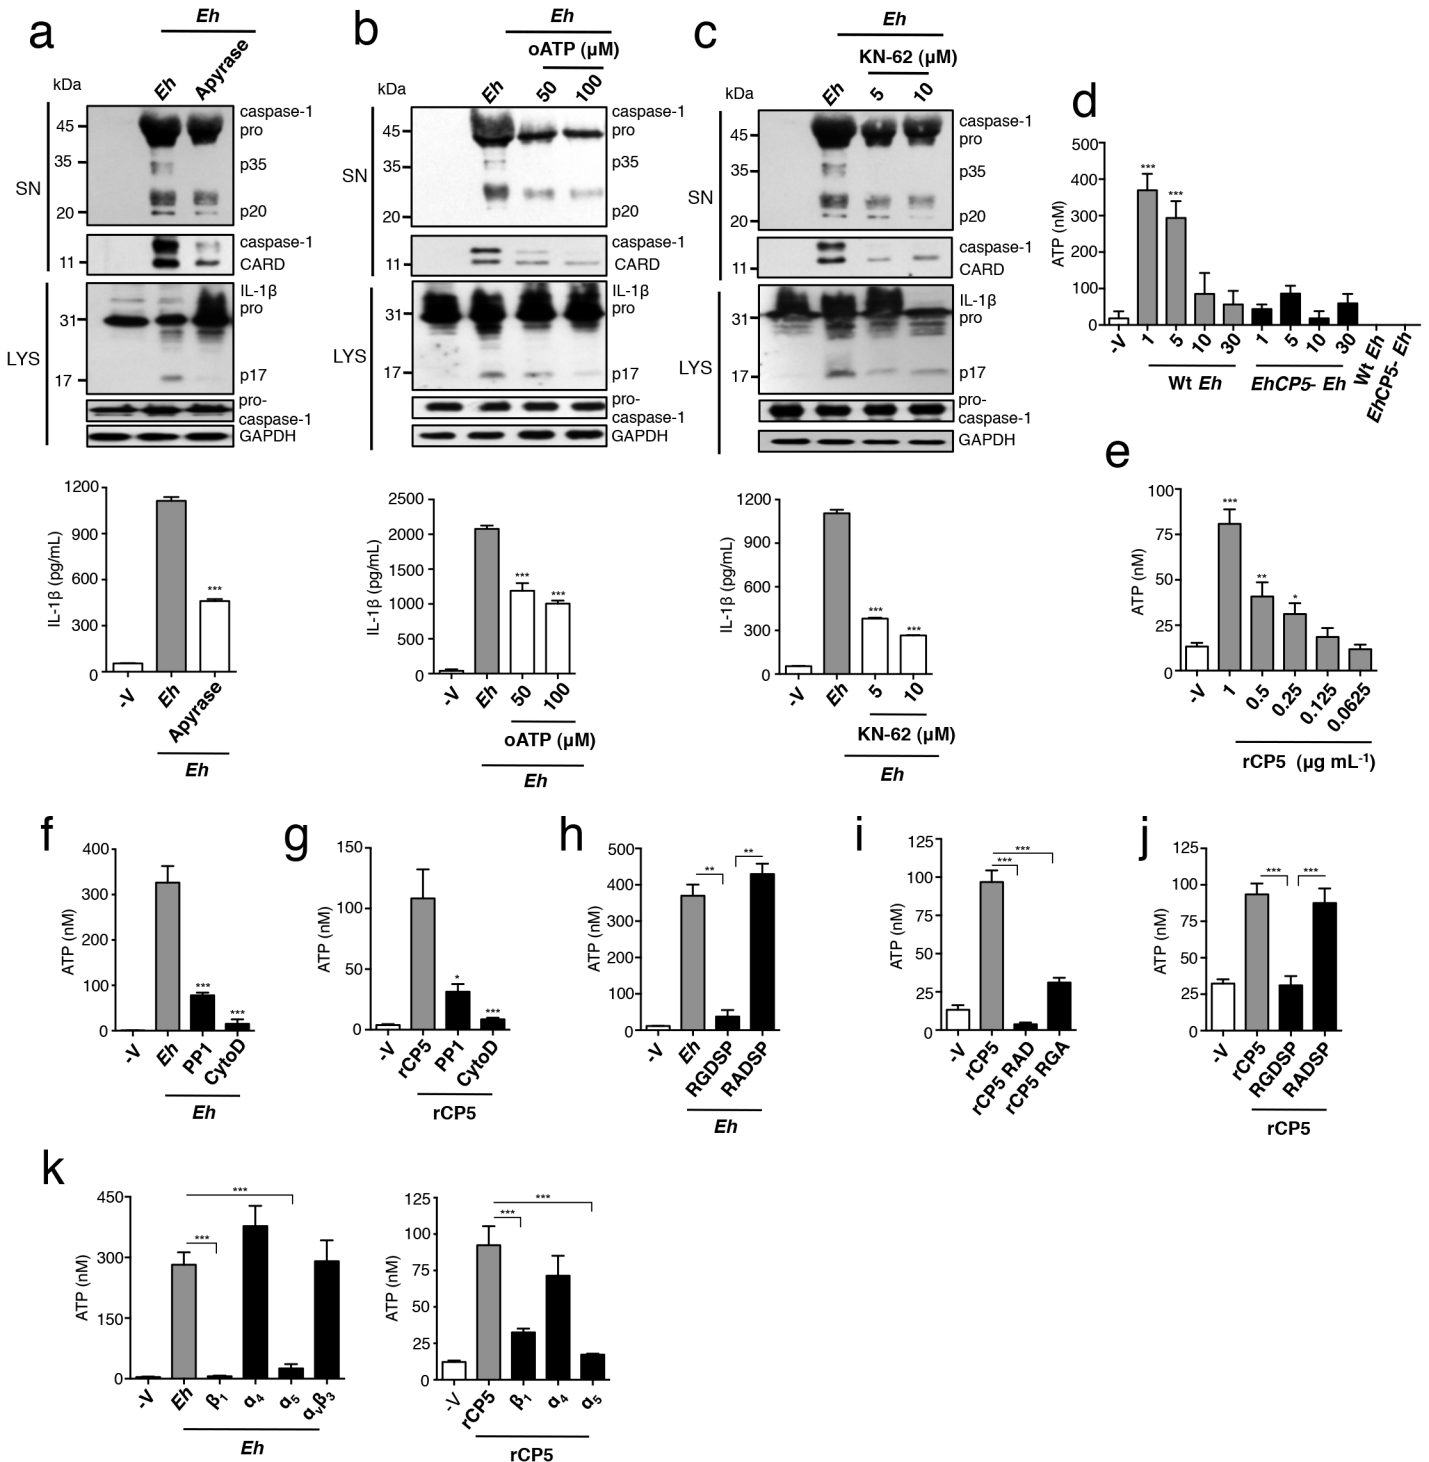 a
Eh
Eh
Apyrase
kDa
45
35
20
11
31
17
SN
LYS
caspase-1
pro
p35
p20
caspase-1
CARD
IL-1β
pro
p17
pro-
caspase-1
GAPDH
1200
900
600
300
0
IL-1β (pg/mL)
***
-V
Eh
Apyrase
Eh
b
Eh
oATP (µM)
Eh
50
100
kDa
45
35
20
11
31
17
SN
LYS
caspase-1
pro
p35
p20
caspase-1
CARD
IL-1β
pro
p17
pro-
caspase-1
GAPDH
2500
2000
1500
1000
500
0
IL-1β (pg/mL)
***
***
-V
Eh
50
100
oATP (µM)
Eh
c
Eh
KN-62 (µM)
Eh
5
10
kDa
45
35
20
11
31
17
SN
LYS
caspase-1
pro
p35
p20
caspase-1
CARD
IL-1β
pro
p17
pro-
caspase-1
GAPDH
1200
900
600
300
0
IL-1β (pg/mL)
***
***
-V
Eh
5
10
KN-62 (µM)
Eh
d
500
400
300
200
100
0
ATP (nM)
***
***
-V
1
5
10
30
1
5
10
30
Wt Eh
EhCP5- Eh
Wt Eh
EhCP5- Eh
e
100
75
50
25
0
ATP (nM)
***
**
*
-V
1
0.5
0.25
0.125
0.0625
rCP5 (µg mL-1)
f
400
300
200
100
0
ATP (nM)
***
***
-V
Eh
PP1
CytoD
Eh
g
150
100
50
0
ATP (nM)
*
***
-V
rCP5
PP1
CytoD
rCP5
h
500
400
300
200
100
0
ATP (nM)
**
**
-V
Eh
RGDSP
RADSP
Eh
i
125
100
75
50
25
0
ATP (nM)
***
***
-V
rCP5
rCP5 RAD
rCP5 RGA
j
125
100
75
50
25
0
ATP (nM)
***
***
-V
rCP5
RGDSP
RADSP
rCP5
k
450
300
150
0
ATP (nM)
***
***
-V
Eh
β1
α4
α5
αvβ3
Eh
125
100
75
50
25
0
ATP (nM)
***
***
-V
rCP5
β1
α4
α5
rCP5